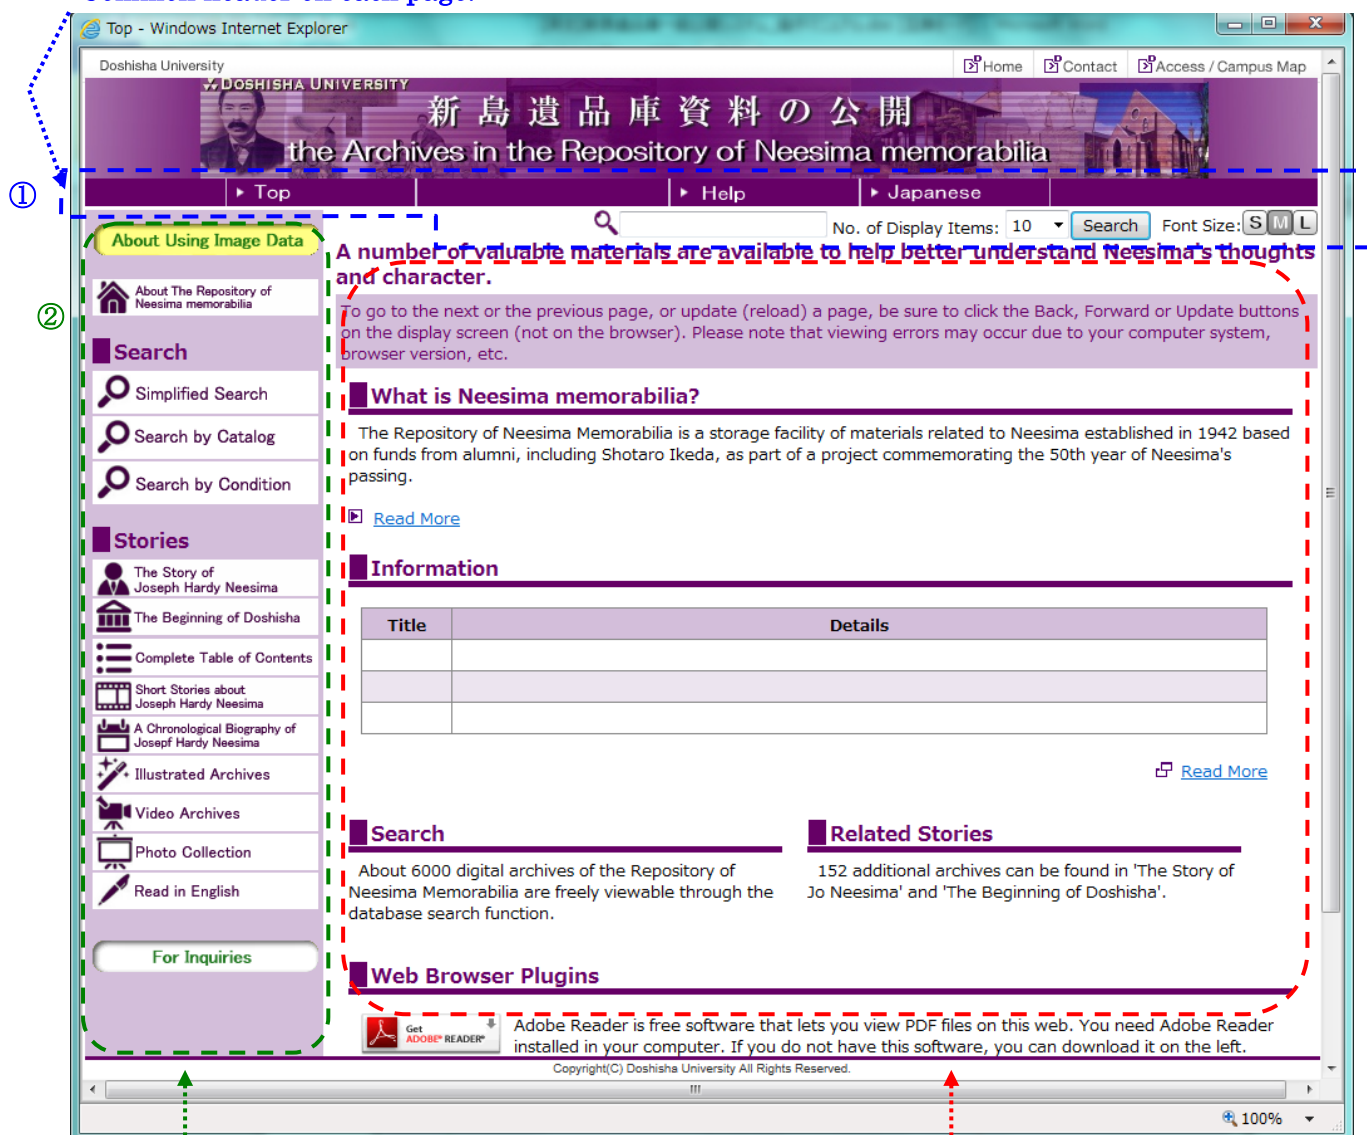 Common header on each page.
Top - Windows Internet Explorer
Doshisha University
Home Contact Access / Campus Map
DOSHISHA UNIVERSITY
新島遺品庫資料の公開
the Archives in the Repository of Neesima memorabilia
①
Top Help Japanese
No. of Display Items: 10 Search Font Size: S M L
②
About Using Image Data
About The Repository of
Neesima memorabilia
Search
Simplified Search
Search by Catalog
Search by Condition
Stories
The Story of
Joseph Hardy Neesima
The Beginning of Doshisha
Complete Table of Contents
Short Stories about
Joseph Hardy Neesima
A Chronological Biography of
Josepf Hardy Neesima
Illustrated Archives
Video Archives
Photo Collection
Read in English
For Inquiries
A number of valuable materials are available to help better understand Neesima's thoughts
and character.
To go to the next or the previous page, or update (reload) a page, be sure to click the Back, Forward or Update buttons
on the display screen (not on the browser). Please note that viewing errors may occur due to your computer system,
browser version, etc.
What is Neesima memorabilia?
The Repository of Neesima Memorabilia is a storage facility of materials related to Neesima established in 1942 based
on funds from alumni, including Shotaro Ikeda, as part of a project commemorating the 50th year of Neesima's
passing.
Read More
Information
Title Details
Read More
Search
About 6000 digital archives of the Repository of
Neesima Memorabilia are freely viewable through the
database search function.
Related Stories
152 additional archives can be found in 'The Story of
Jo Neesima' and 'The Beginning of Doshisha'.
Web Browser Plugins
Get
ADOBE® READER®
Adobe Reader is free software that lets you view PDF files on this web. You need Adobe Reader
installed in your computer. If you do not have this software, you can download it on the left.
Copyright(C) Doshisha University All Rights Reserved.
100%